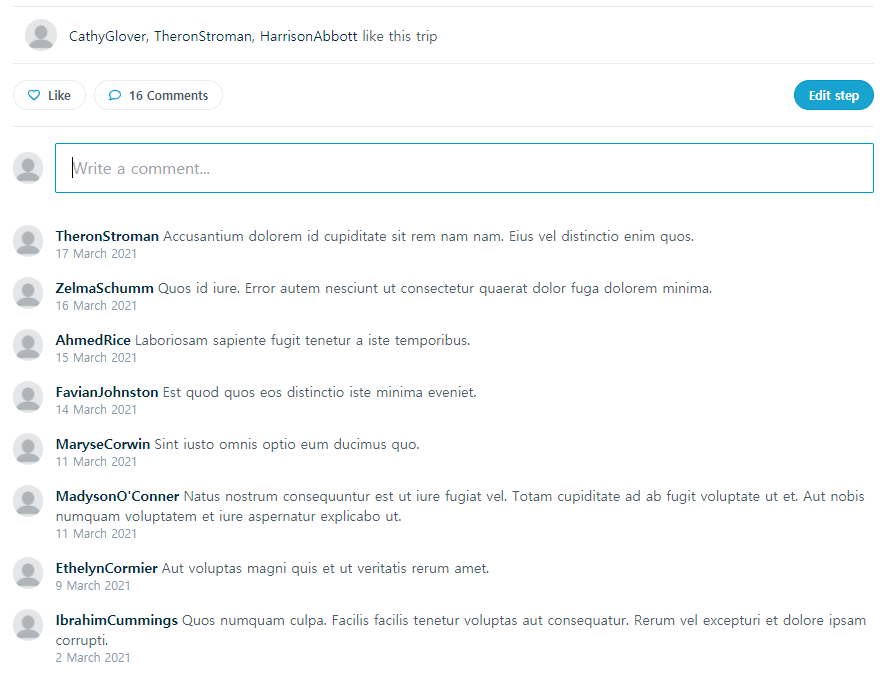 CathyGlover, TheronStroman, HarrisonAbbott like this trip
Like
16 Comments
Edit step
Write a comment...
TheronStroman Accusantium dolorem id cupiditate sit rem nam nam. Eius vel distinctio enim quos.
17 March 2021
ZelmaSchumm Quos id iure. Error autem nesciunt ut consectetur quaerat dolor fuga dolorem minima.
16 March 2021
AhmedRice Laboriosam sapiente fugit tenetur a iste temporibus.
15 March 2021
FavianJohnston Est quod quos eos distinctio iste minima eveniet.
14 March 2021
MaryseCorwin Sint iusto omnis optio eum ducimus quo.
11 March 2021
MadysonO'Conner Natus nostrum consequuntur est ut iure fugiat vel. Totam cupiditate ad ab fugit voluptate ut et. Aut nobis
numquam voluptatem et iure aspernatur explicabo ut.
11 March 2021
EthelynCormier Aut voluptas magni quis et ut veritatis rerum amet.
9 March 2021
IbrahimCummings Quos numquam culpa. Facilis facilis tenetur voluptas aut consequatur. Rerum vel excepturi et dolore ipsam
corrupti.
2 March 2021